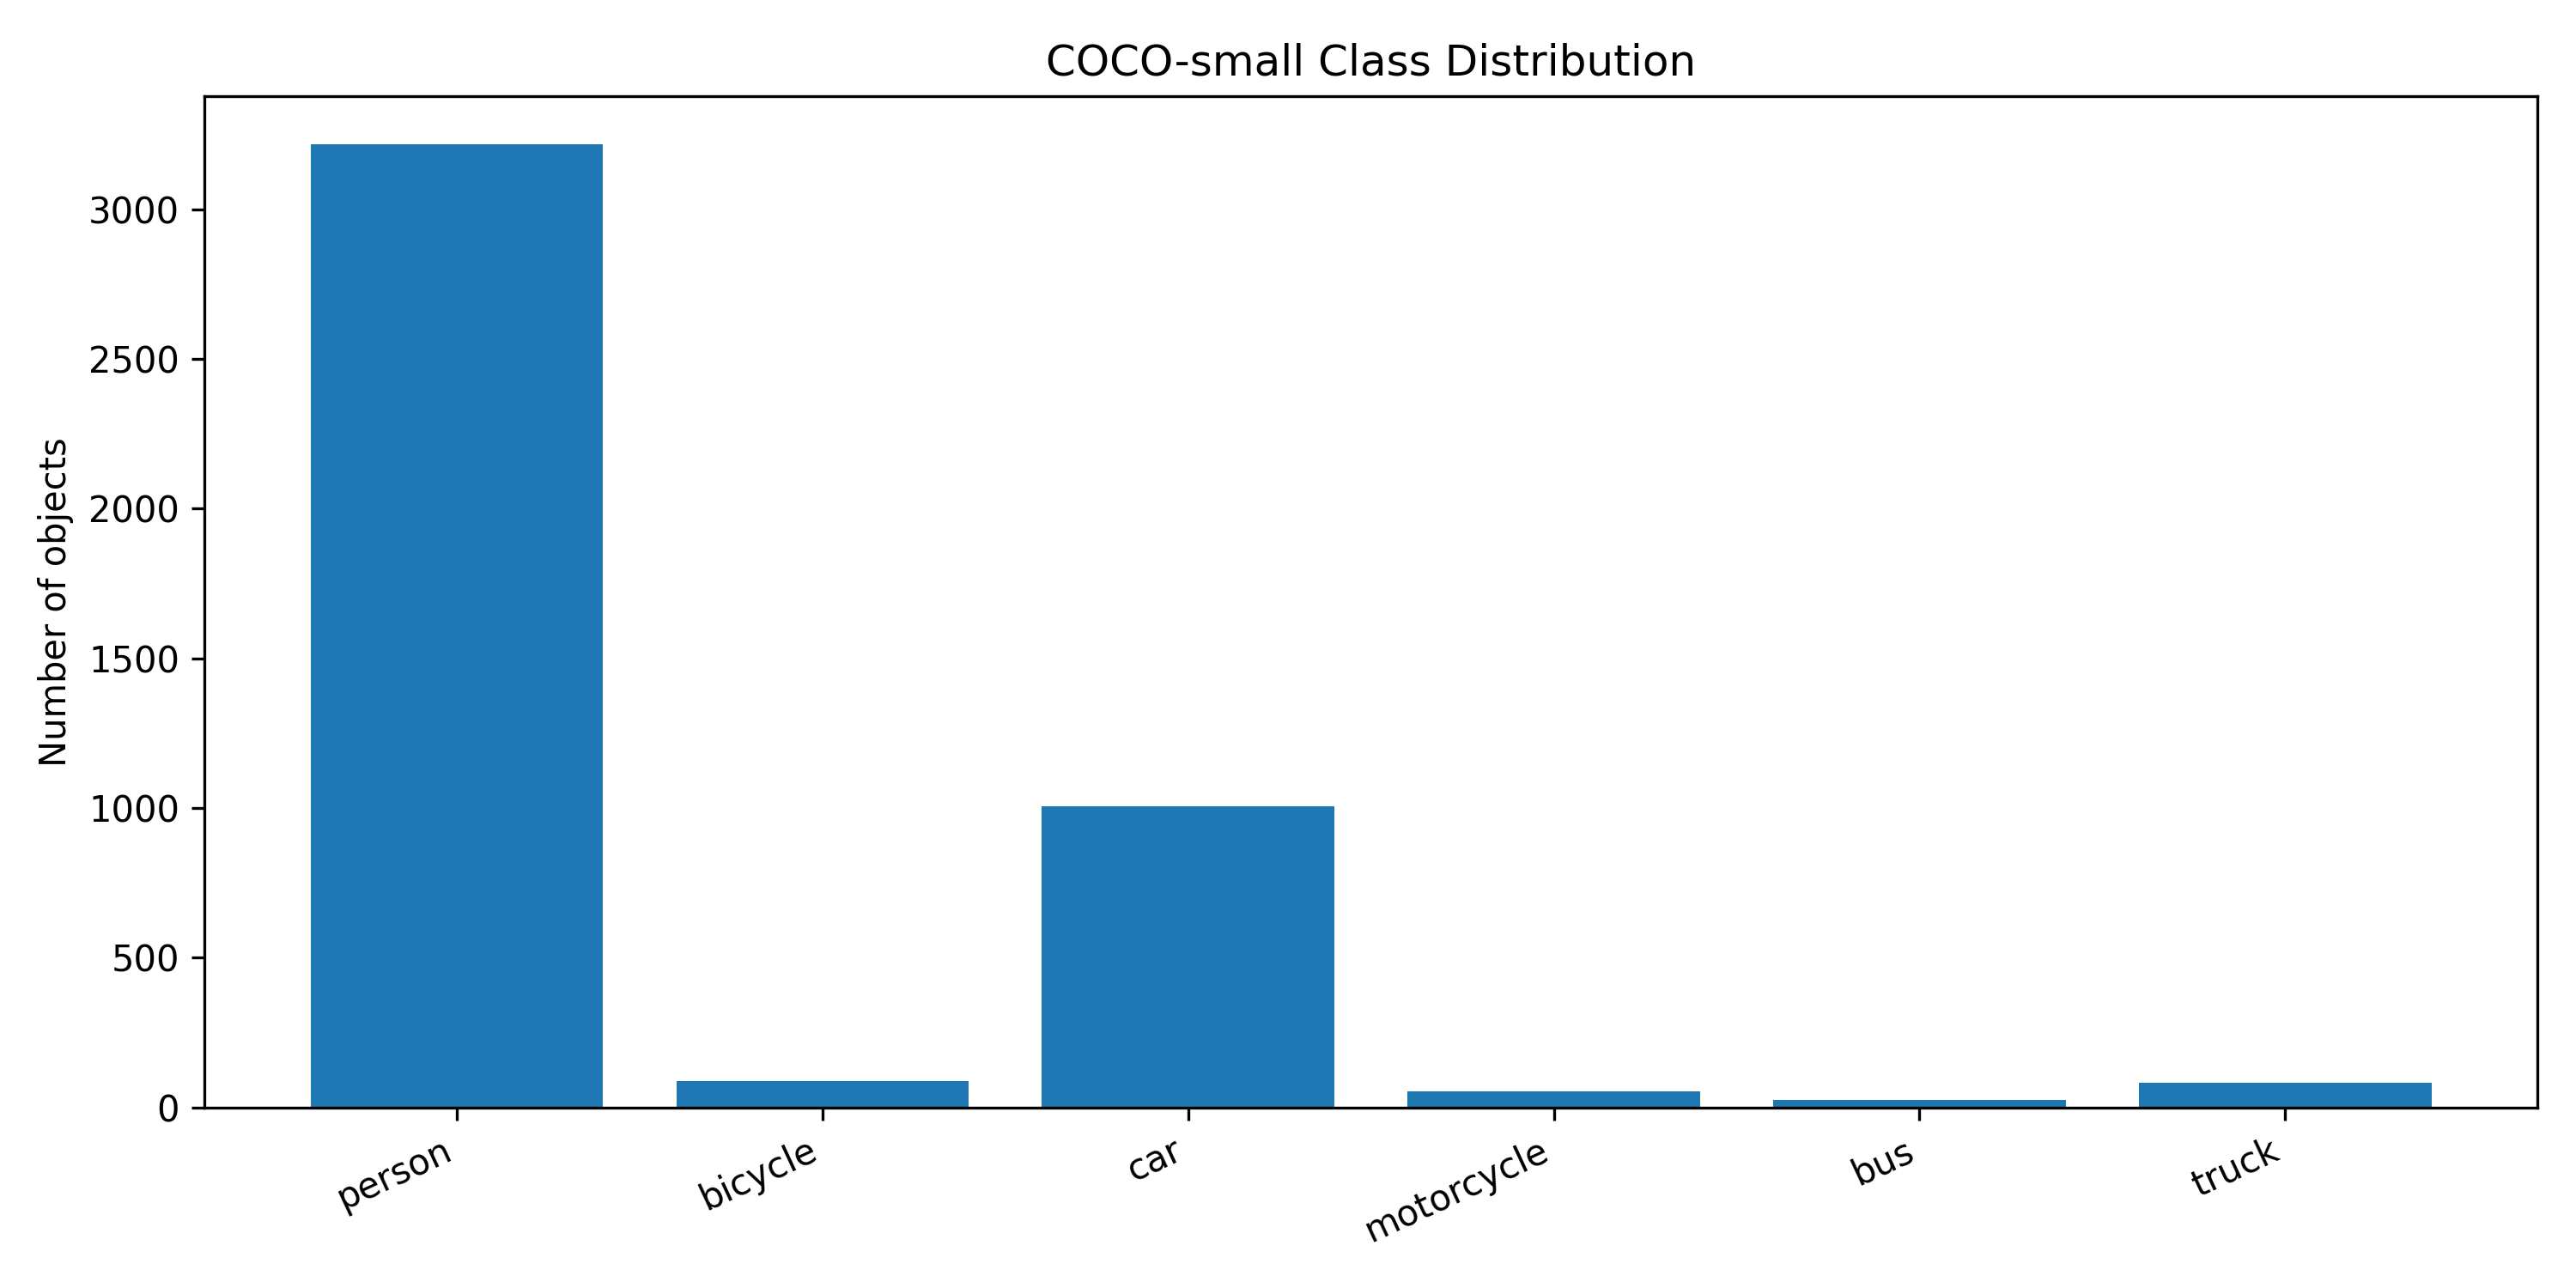 COCO-small Class Distribution
Number of objects
3000
2500
2000
1500
1000
500
0
person
bicycle
car
motorcycle
bus
truck